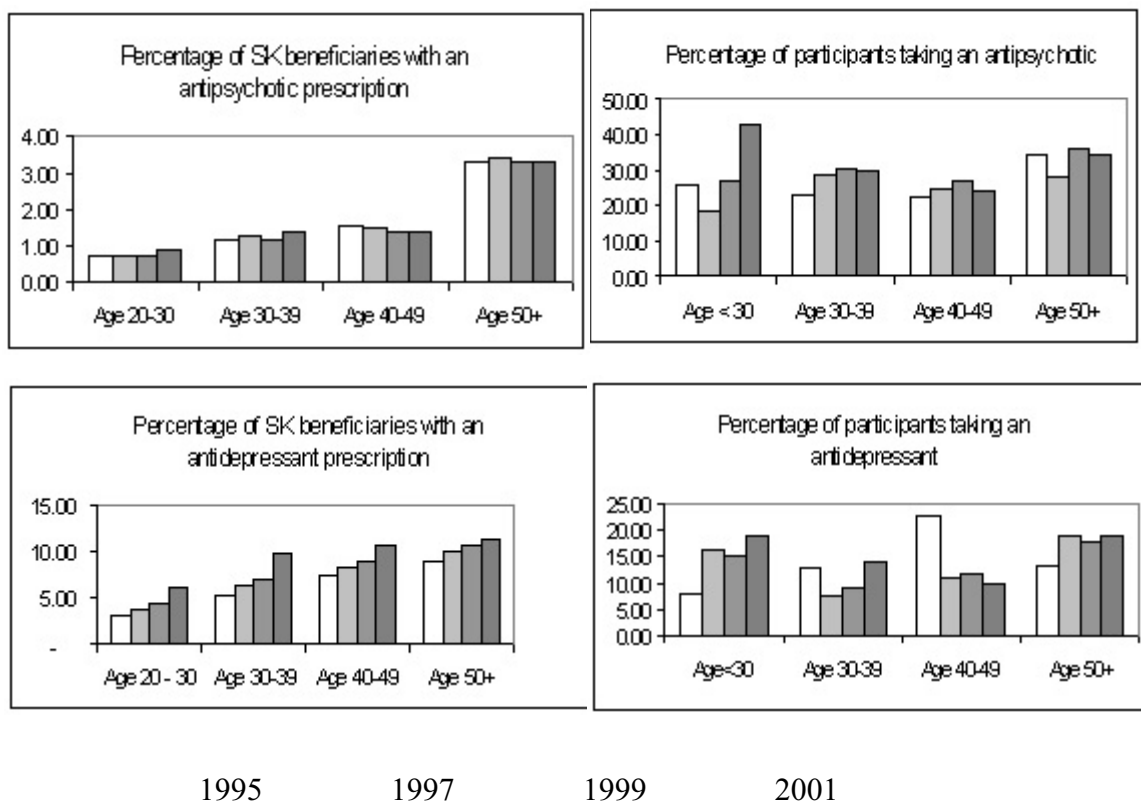 Percentage of SK beneficiaries with an
antipsychotic prescription
4.00
3.00
2.00
1.00
0.00
Age 20-30 Age 30-39 Age 40-49 Age 50+
Percentage of participants taking an antipsychotic
50.00
40.00
30.00
20.00
10.00
0.00
Age < 30 Age 30-39 Age 40-49 Age 50+
Percentage of SK beneficiaries with an
antidepressant prescription
15.00
10.00
5.00
-
Age 20 - 30 Age 30-39 Age 40-49 Age 50+
Percentage of participants taking an
antidepressant
25.00
20.00
15.00
10.00
5.00
0.00
Age<30 Age 30-39 Age 40-49 Age 50+
1995 1997 1999 2001